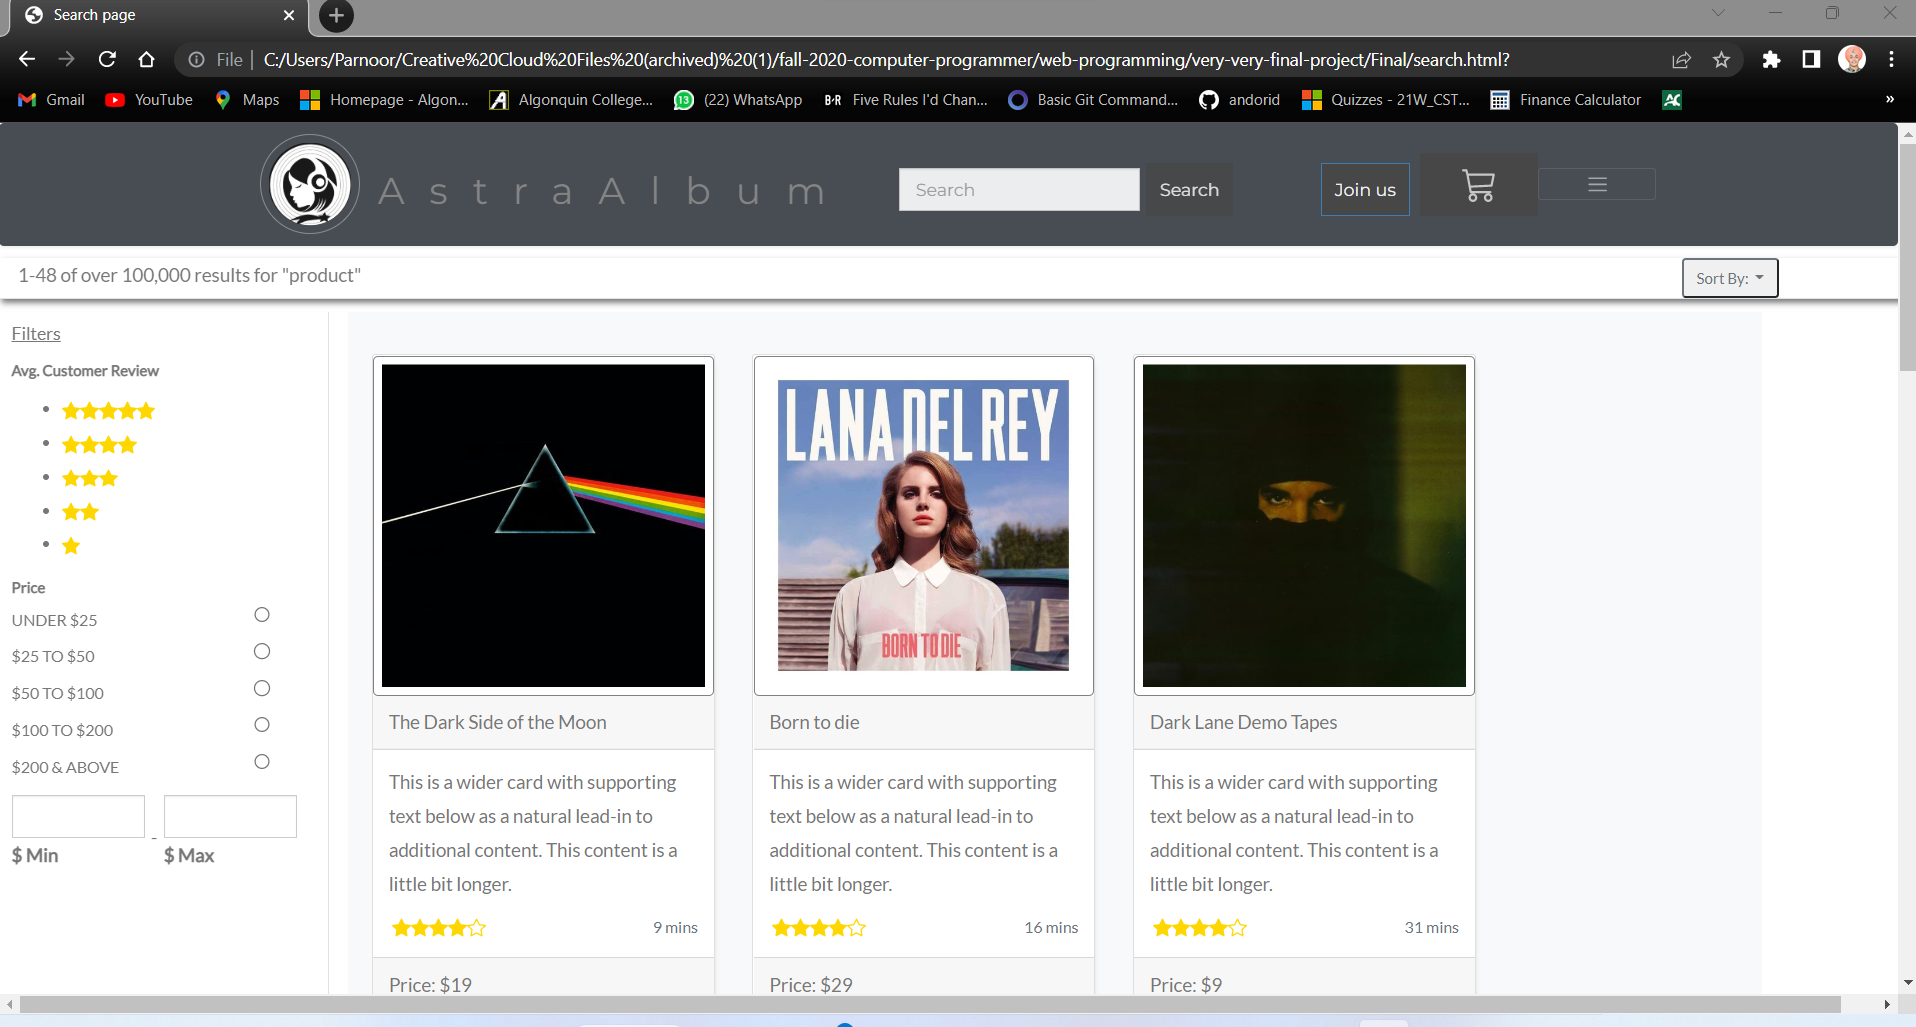 Search page
File
C:/Users/Parnoor/Creative%20Cloud%20Files%20(archived)%20(1)/fall-2020-computer-programmer/web-programming/very-very-final-project/Final/search.html?
Gmail YouTube Maps Homepage - Algon... Algonquin College... 13 (22) WhatsApp B•R Five Rules I'd Chan... Basic Git Command... andorid Quizzes - 21W_CST... Finance Calculator AC »
AstraAlbum Search Search Join us
1-48 of over 100,000 results for "product" Sort By:
Filters
Avg. Customer Review
Price
UNDER $25
$25 TO $50
$50 TO $100
$100 TO $200
$200 & ABOVE
-
$ Min $ Max
LANA DEL REY
BORN TO DIE
The Dark Side of the Moon
This is a wider card with supporting
text below as a natural lead-in to
additional content. This content is a
little bit longer.
9 mins
Price: $19
Born to die
This is a wider card with supporting
text below as a natural lead-in to
additional content. This content is a
little bit longer.
16 mins
Price: $29
Dark Lane Demo Tapes
This is a wider card with supporting
text below as a natural lead-in to
additional content. This content is a
little bit longer.
31 mins
Price: $9